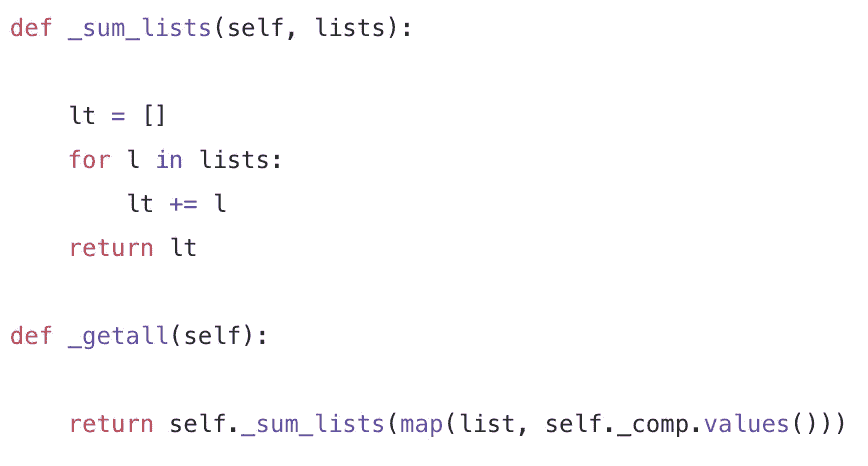 def _sum_lists(self, lists):
    lt = []
    for l in lists:
        lt += l
    return lt
def _getall(self):
    return self._sum_lists(map(list, self._comp.values()))